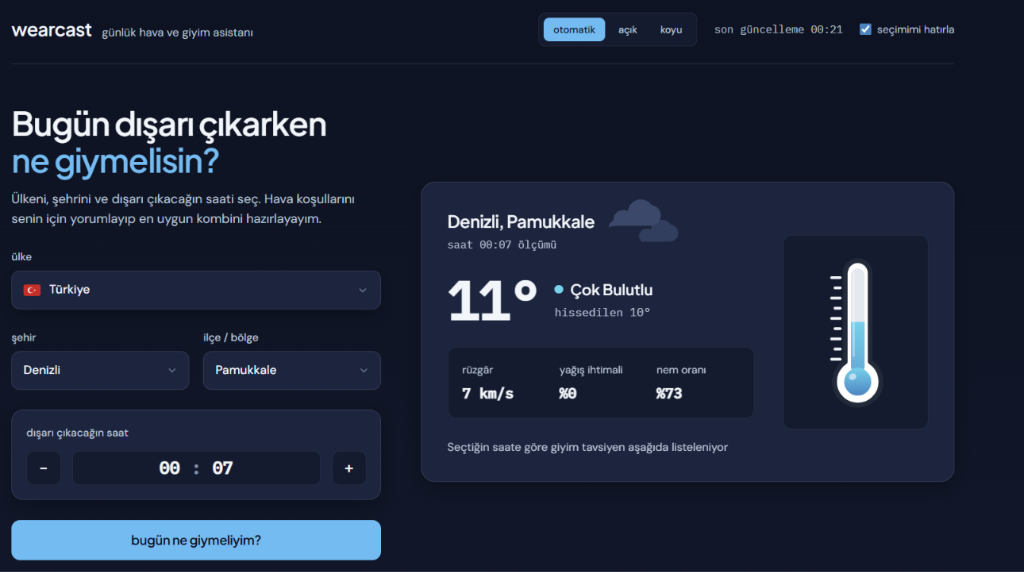 wearcast günlük hava ve giyim asistanı
otomatik açık koyu
son güncelleme 00:21
seçimimi hatırla
Bugün dışarı çıkarken
ne giymelisin?
Ülkeni, şehrini ve dışarı çıkacağın saati seç. Hava koşullarını
senin için yorumlayıp en uygun kombini hazırlayayım.
ülke
Türkiye
şehir
ilçe / bölge
Denizli
Pamukkale
dışarı çıkacağın saat
− 00 : 07 +
bugün ne giymeliyim?
Denizli, Pamukkale
saat 00:07 ölçümü
11°
Çok Bulutlu
hissedilen 10°
rüzgâr yağış ihtimali nem oranı
7 km/s %0 %73
Seçtiğin saate göre giyim tavsiyen aşağıda listeleniyor